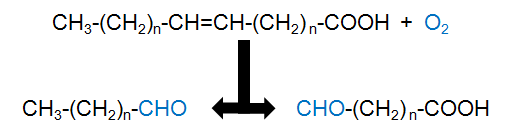 CH₃-(CH₂)ₙ-CH=CH-(CH₂)ₙ-COOH + O₂
CH₃-(CH₂)ₙ-CHO CHO-(CH₂)ₙ-COOH